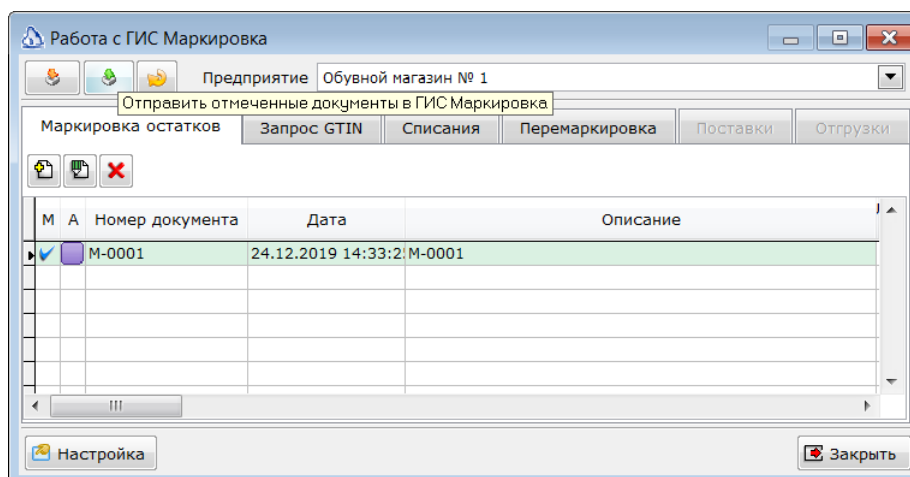 Работа с ГИС Маркировка
Предприятие Обувной магазин № 1
Отправить отмеченные документы в ГИС Маркировка
Маркировка остатков Запрос GTIN Списания Перемаркировка Поставки Отгрузки
М А Номер документа Дата Описание
М-0001 24.12.2019 14:33:2 М-0001
Настройка Закрыть